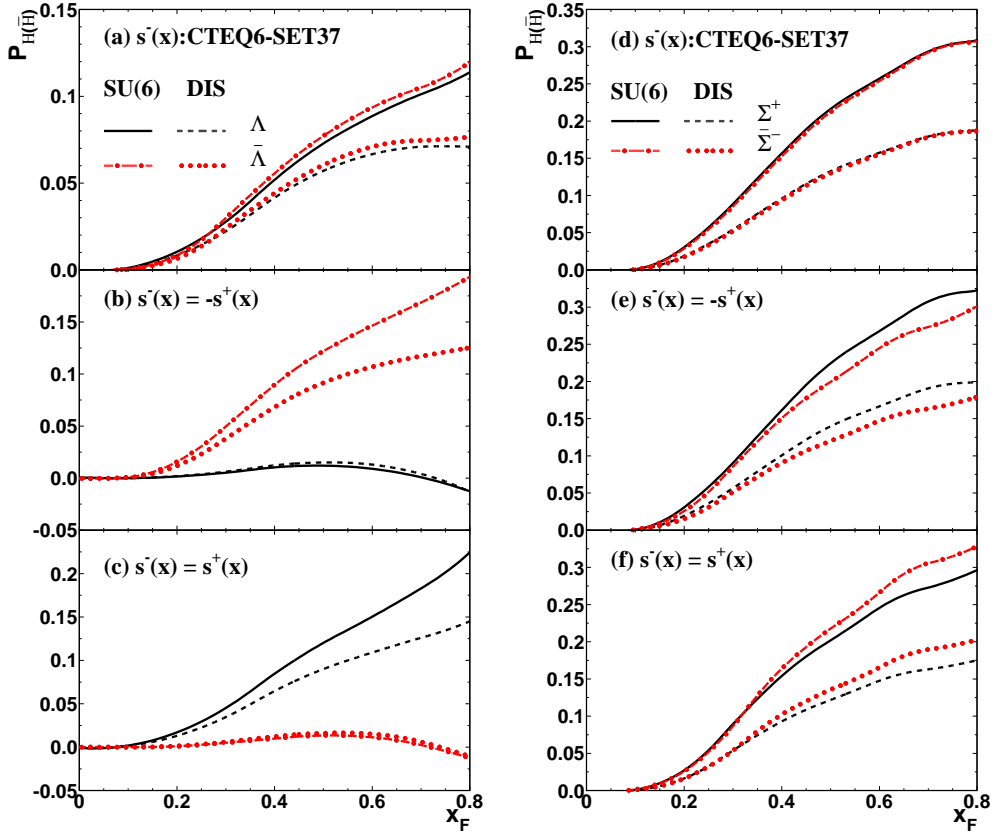 P_H(H̄)
0.15
(a) s⁻(x):CTEQ6-SET37
SU(6) DIS
Λ
Λ̄
0.1
0.05
0.0
(b) s⁻(x) = -s⁺(x)
0.15
0.1
0.05
0.0
-0.05
(c) s⁻(x) = s⁺(x)
0.2
0.15
0.1
0.05
0.0
-0.05
0 0.2 0.4 0.6 0.8
x_F
P_H(H̄)
0.35
(d) s⁻(x):CTEQ6-SET37
SU(6) DIS
Σ⁺
Σ̄⁻
0.3
0.25
0.2
0.15
0.1
0.05
0.0
(e) s⁻(x) = -s⁺(x)
0.3
0.25
0.2
0.15
0.1
0.05
0.0
(f) s⁻(x) = s⁺(x)
0.3
0.25
0.2
0.15
0.1
0.05
0.0
0 0.2 0.4 0.6 0.8
x_F